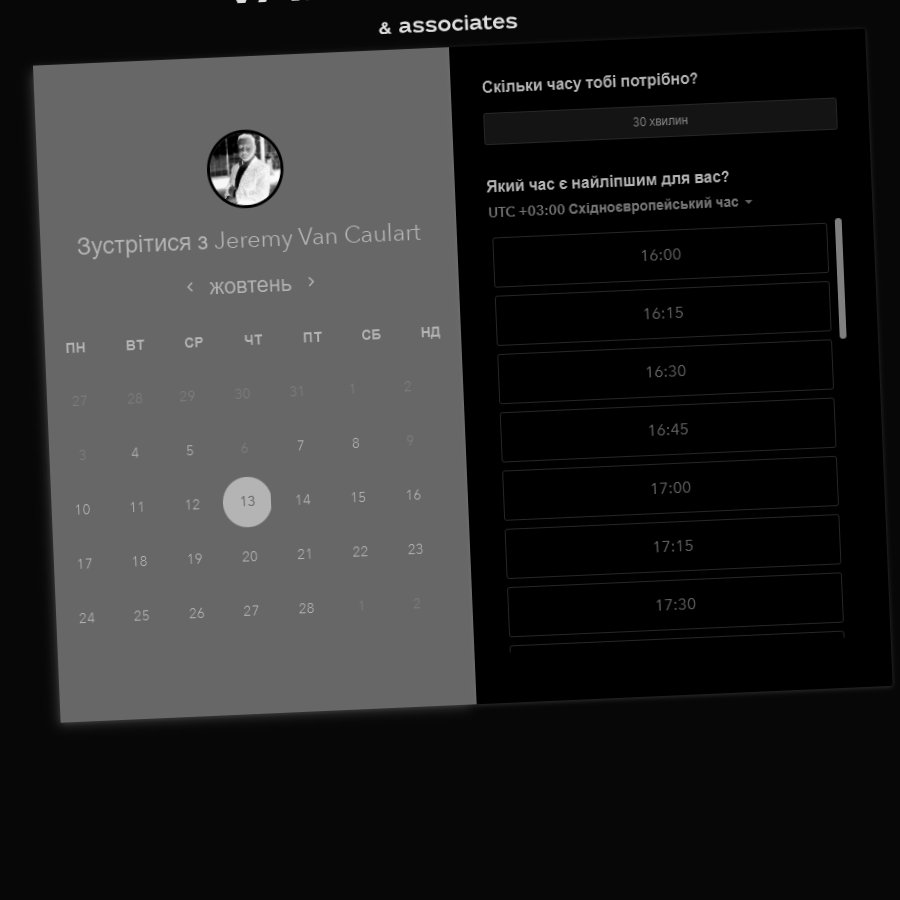 & associates
Зустрітися з Jeremy Van Caulart
жовтень
ПН ВТ СР ЧТ ПТ СБ НД
27 28 29 30 31 1 2
3 4 5 6 7 8 9
10 11 12 13 14 15 16
17 18 19 20 21 22 23
24 25 26 27 28 1 2
Скільки часу тобі потрібно?
30 хвилин
Який час є найліпшим для вас?
UTC +03:00 Східноєвропейський час
16:00
16:15
16:30
16:45
17:00
17:15
17:30